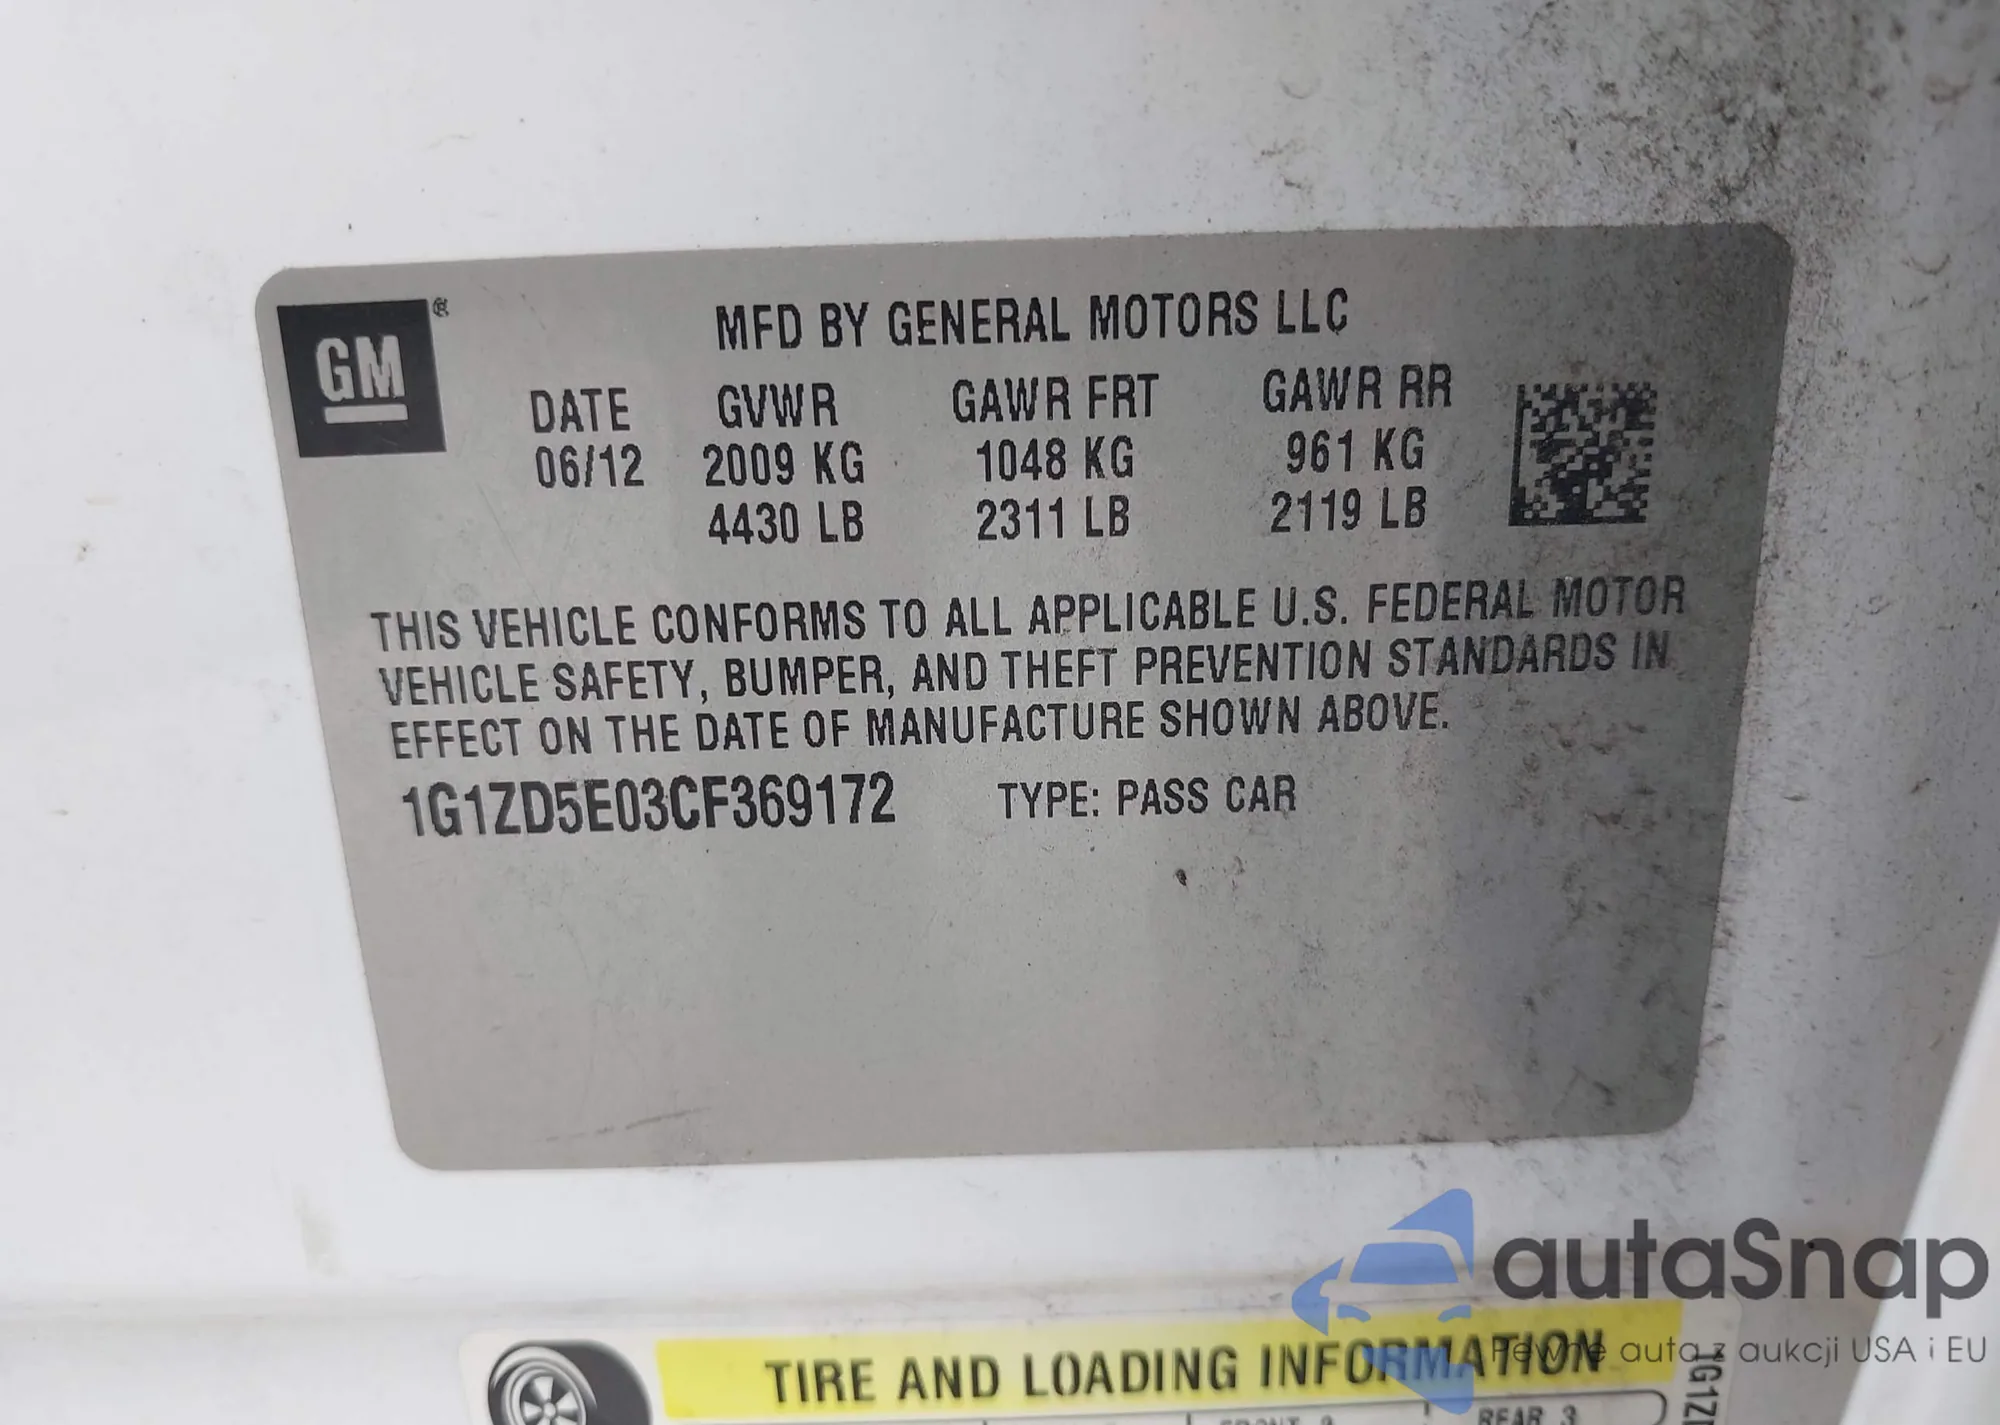 GM
®
MFD BY GENERAL MOTORS LLC
DATE GVWR GAWR FRT GAWR RR
06/12 2009 KG 1048 KG 961 KG
4430 LB 2311 LB 2119 LB
THIS VEHICLE CONFORMS TO ALL APPLICABLE U.S. FEDERAL MOTOR
VEHICLE SAFETY, BUMPER, AND THEFT PREVENTION STANDARDS IN
EFFECT ON THE DATE OF MANUFACTURE SHOWN ABOVE.
1G1ZD5E03CF369172 TYPE: PASS CAR
autaSnap
Pewne auta z aukcji USA i EU
TIRE AND LOADING INFORMATION
REAR 3